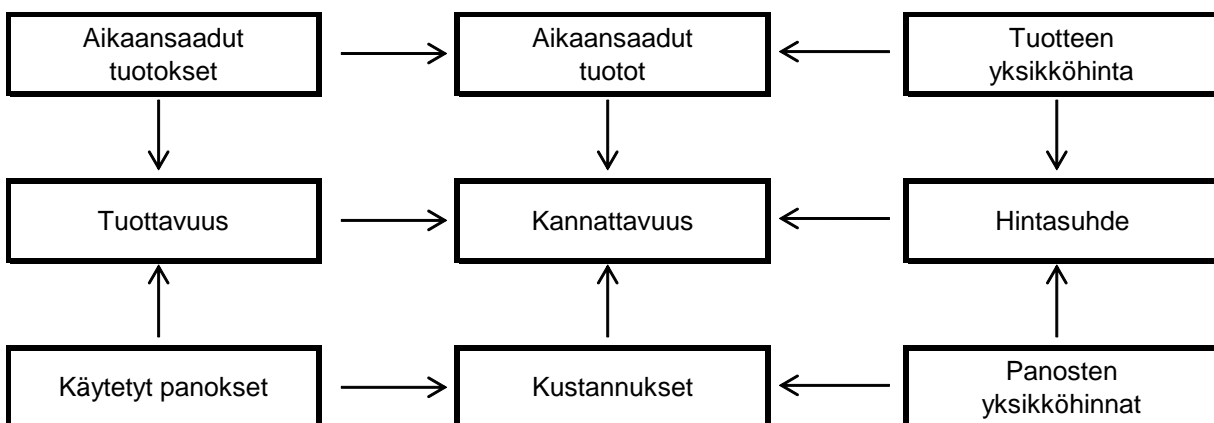 Aikaansaadut
tuotokset
Aikaansaadut
tuotot
Tuotteen
yksikköhinta
Tuottavuus
Kannattavuus
Hintasuhde
Käytetyt panokset
Kustannukset
Panosten
yksikköhinnat